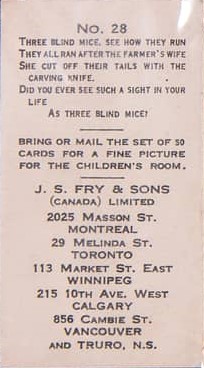 No. 28
Three blind mice, see how they run
They all ran after the farmer's wife
She cut off their tails with the
carving knife.
Did you ever see such a sight in your
life
As three blind mice?
Bring or mail the set of 50
cards for a fine picture
for the children's room.
J. S. FRY & SONS
(CANADA) LIMITED
2025 Masson St.
MONTREAL
29 Melinda St.
TORONTO
113 Market St. East
WINNIPEG
215 10th Ave. West
CALGARY
856 Cambie St.
VANCOUVER
AND TRURO, N.S.